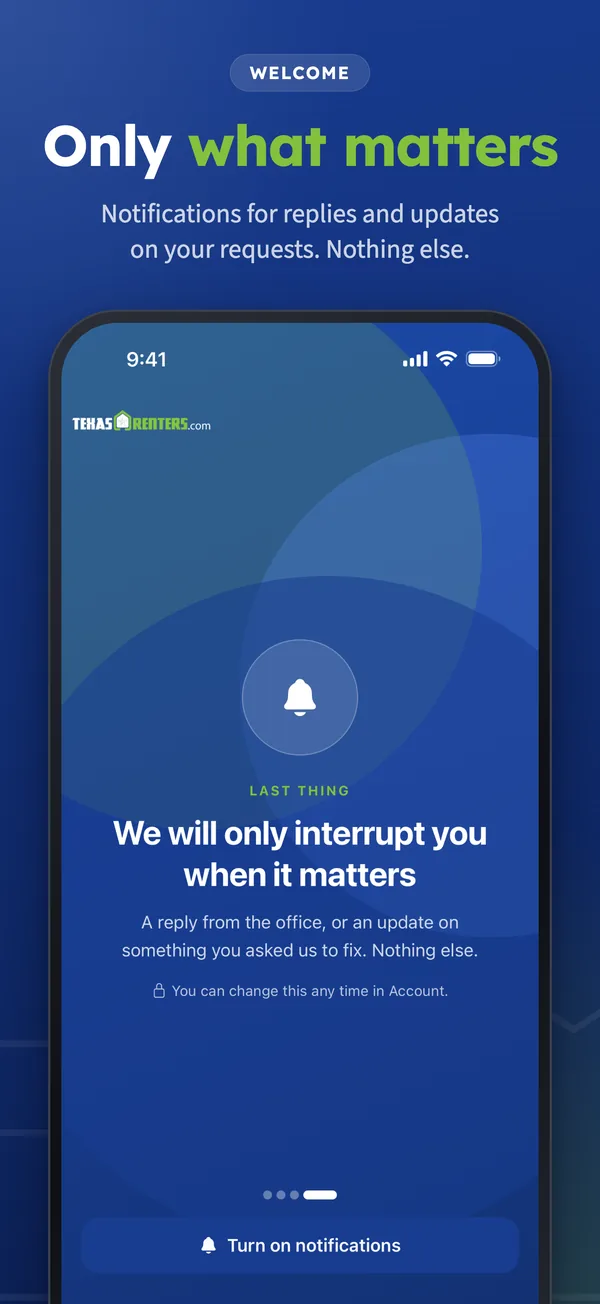 WELCOME
Only what matters
Notifications for replies and updates
on your requests. Nothing else.
9:41
TEXAS RENTERS.com
LAST THING
We will only interrupt you
when it matters
A reply from the office, or an update on
something you asked us to fix. Nothing else.
You can change this any time in Account.
Turn on notifications